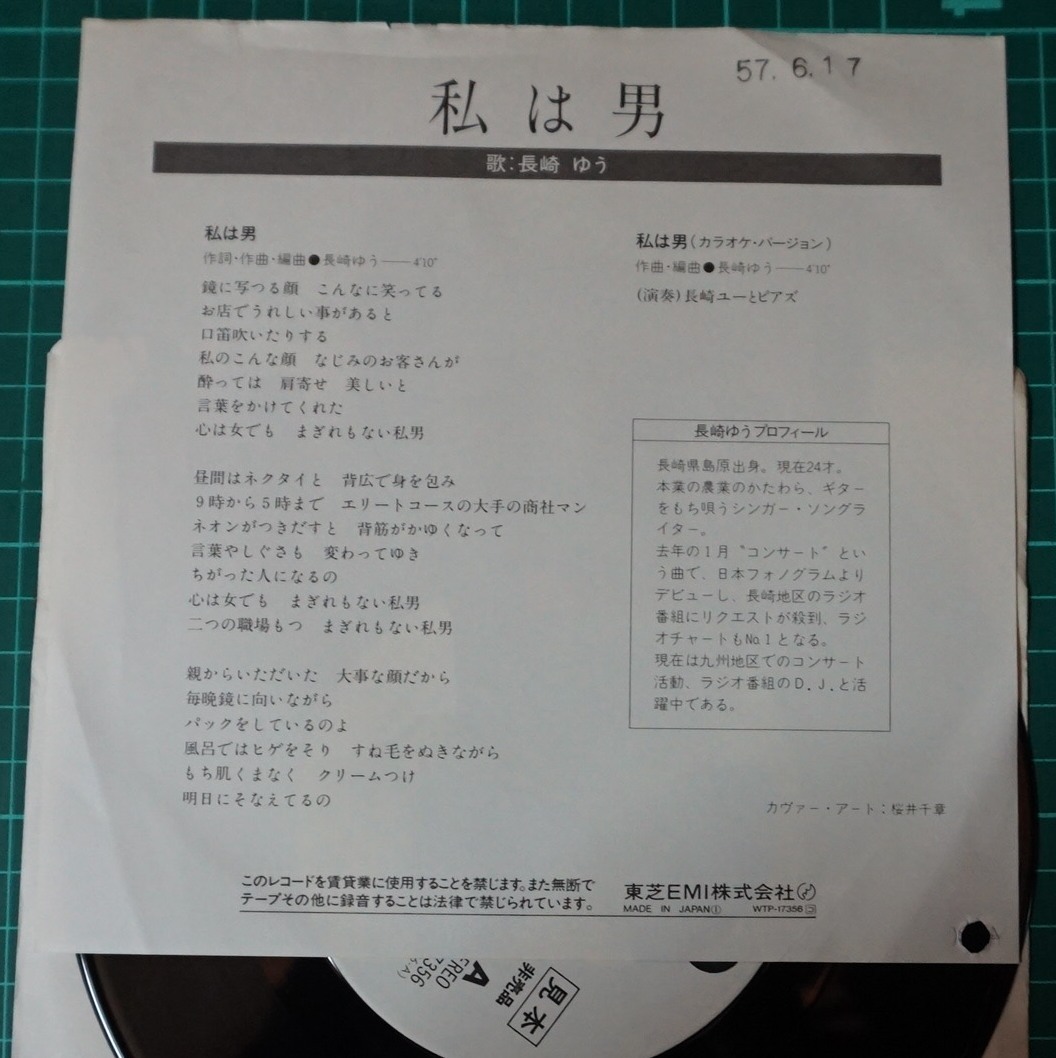 57. 6. 17
私は男
歌:長崎 ゆう
私は男
作詞・作曲・編曲●長崎ゆう――4'10"
鏡に写つる顔 こんなに笑ってる
お店でうれしい事があると
口笛吹いたりする
私のこんな顔 なじみのお客さんが
酔っては 肩寄せ 美しいと
言葉をかけてくれた
心は女でも まぎれもない私男
昼間はネクタイと 背広で身を包み
9時から5時まで エリートコースの大手の商社マン
ネオンがつきだすと 背筋がかゆくなって
言葉やしぐさも 変わってゆき
ちがった人になるの
心は女でも まぎれもない私男
二つの職場もつ まぎれもない私男
親からいただいた 大事な顔だから
毎晩鏡に向いながら
パックをしているのよ
風呂ではヒゲをそり すね毛をぬきながら
もち肌くまなく クリームつけ
明日にそなえてるの
私は男(カラオケ・バージョン)
作曲・編曲●長崎ゆう――4'10"
(演奏)長崎ユーとピアズ
長崎ゆうプロフィール
長崎県島原出身。現在24才。
本業の農業のかたわら、ギター
をもち唄うシンガー・ソングラ
イター。
去年の1月〝コンサート〞とい
う曲で、日本フォノグラムより
デビューし、長崎地区のラジオ
番組にリクエストが殺到、ラジ
オチャートもNo.1となる。
現在は九州地区でのコンサート
活動、ラジオ番組のD.J.と活
躍中である。
カヴァー・アート:桜井千章
このレコードを賃貸業に使用することを禁じます。また無断で
テープその他に録音することは法律で禁じられています。
東芝EMI株式会社
MADE IN JAPAN
WTP-17356
A
見本
非売品